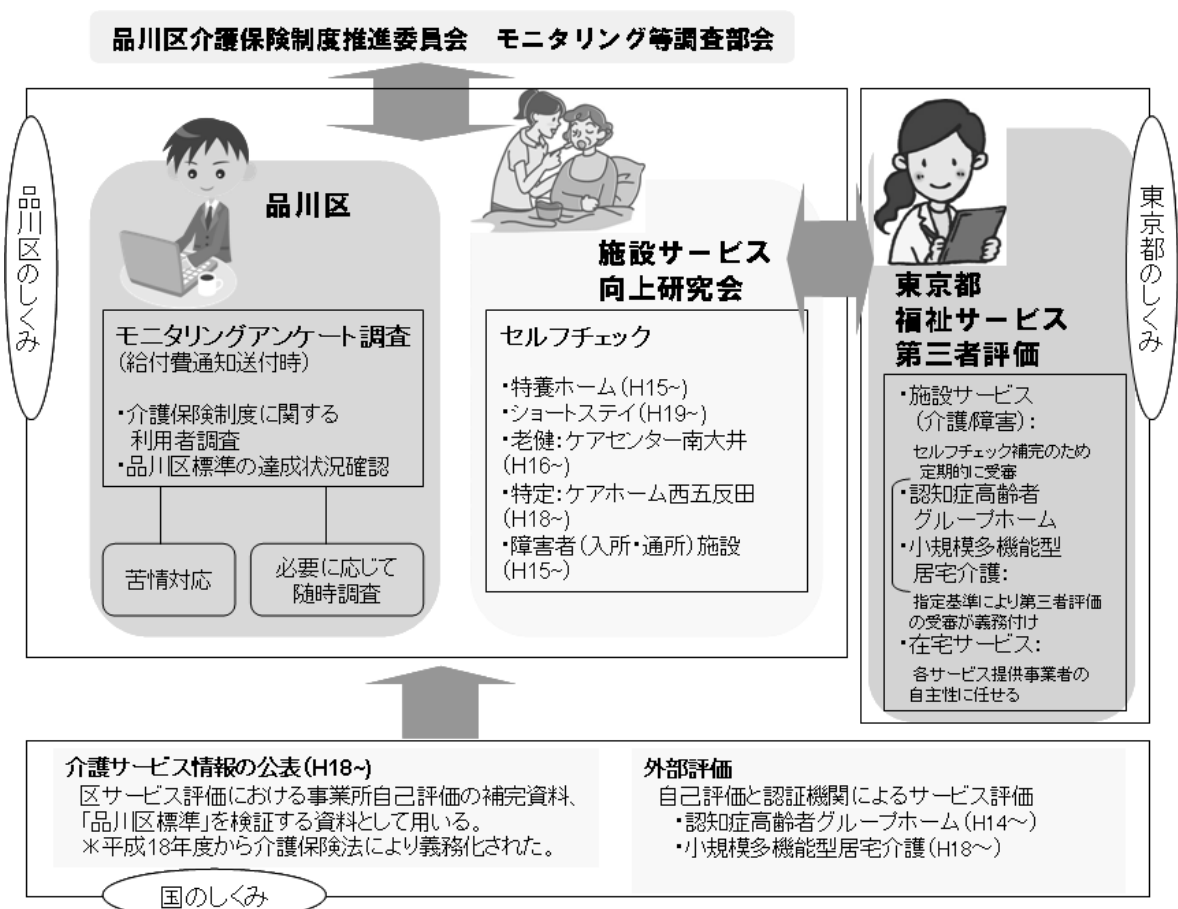 品川区介護保険制度推進委員会　モニタリング等調査部会
品川区のしくみ
品川区
モニタリングアンケート調査
(給付費通知送付時)
・介護保険制度に関する
利用者調査
・品川区標準の達成状況確認
苦情対応
必要に応じて
随時調査
施設サービス
向上研究会
セルフチェック
・特養ホーム(H15~)
・ショートステイ(H19~)
・老健:ケアセンター南大井
(H16~)
・特定:ケアホーム西五反田
(H18~)
・障害者(入所・通所)施設
(H15~)
東京都のしくみ
東京都
福祉サービス
第三者評価
・施設サービス
(介護/障害):
セルフチェック補完のため
定期的に受審
・認知症高齢者
グループホーム
・小規模多機能型
居宅介護:
指定基準により第三者評価
の受審が義務付け
・在宅サービス:
各サービス提供事業者の
自主性に任せる
介護サービス情報の公表(H18~)
区サービス評価における事業所自己評価の補完資料、
「品川区標準」を検証する資料として用いる。
＊平成18年度から介護保険法により義務化された。
外部評価
自己評価と認証機関によるサービス評価
・認知症高齢者グループホーム(H14～)
・小規模多機能型居宅介護(H18～)
国のしくみ